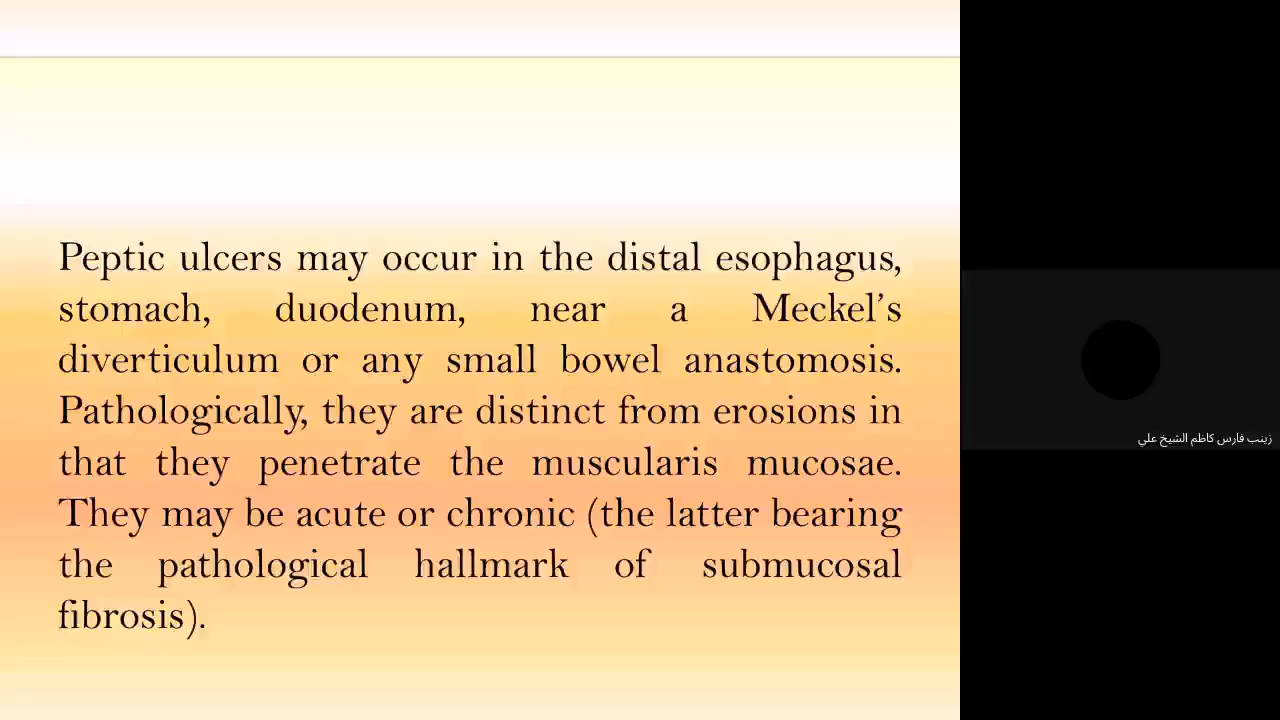 Peptic ulcers may occur in the distal esophagus,
stomach, duodenum, near a Meckel’s
diverticulum or any small bowel anastomosis.
Pathologically, they are distinct from erosions in
that they penetrate the muscularis mucosae.
They may be acute or chronic (the latter bearing
the pathological hallmark of submucosal
fibrosis).
زينب فارس كاظم الشيخ علي